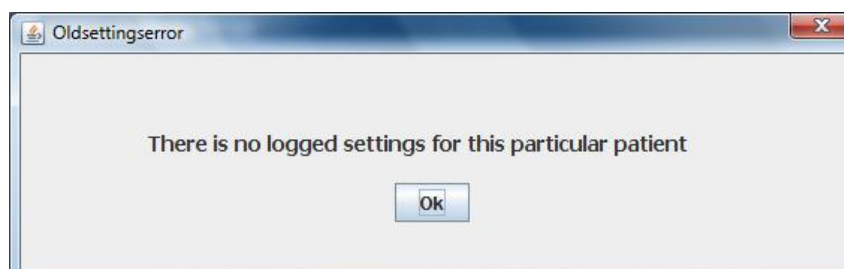 Oldsettingserror
There is no logged settings for this particular patient
Ok